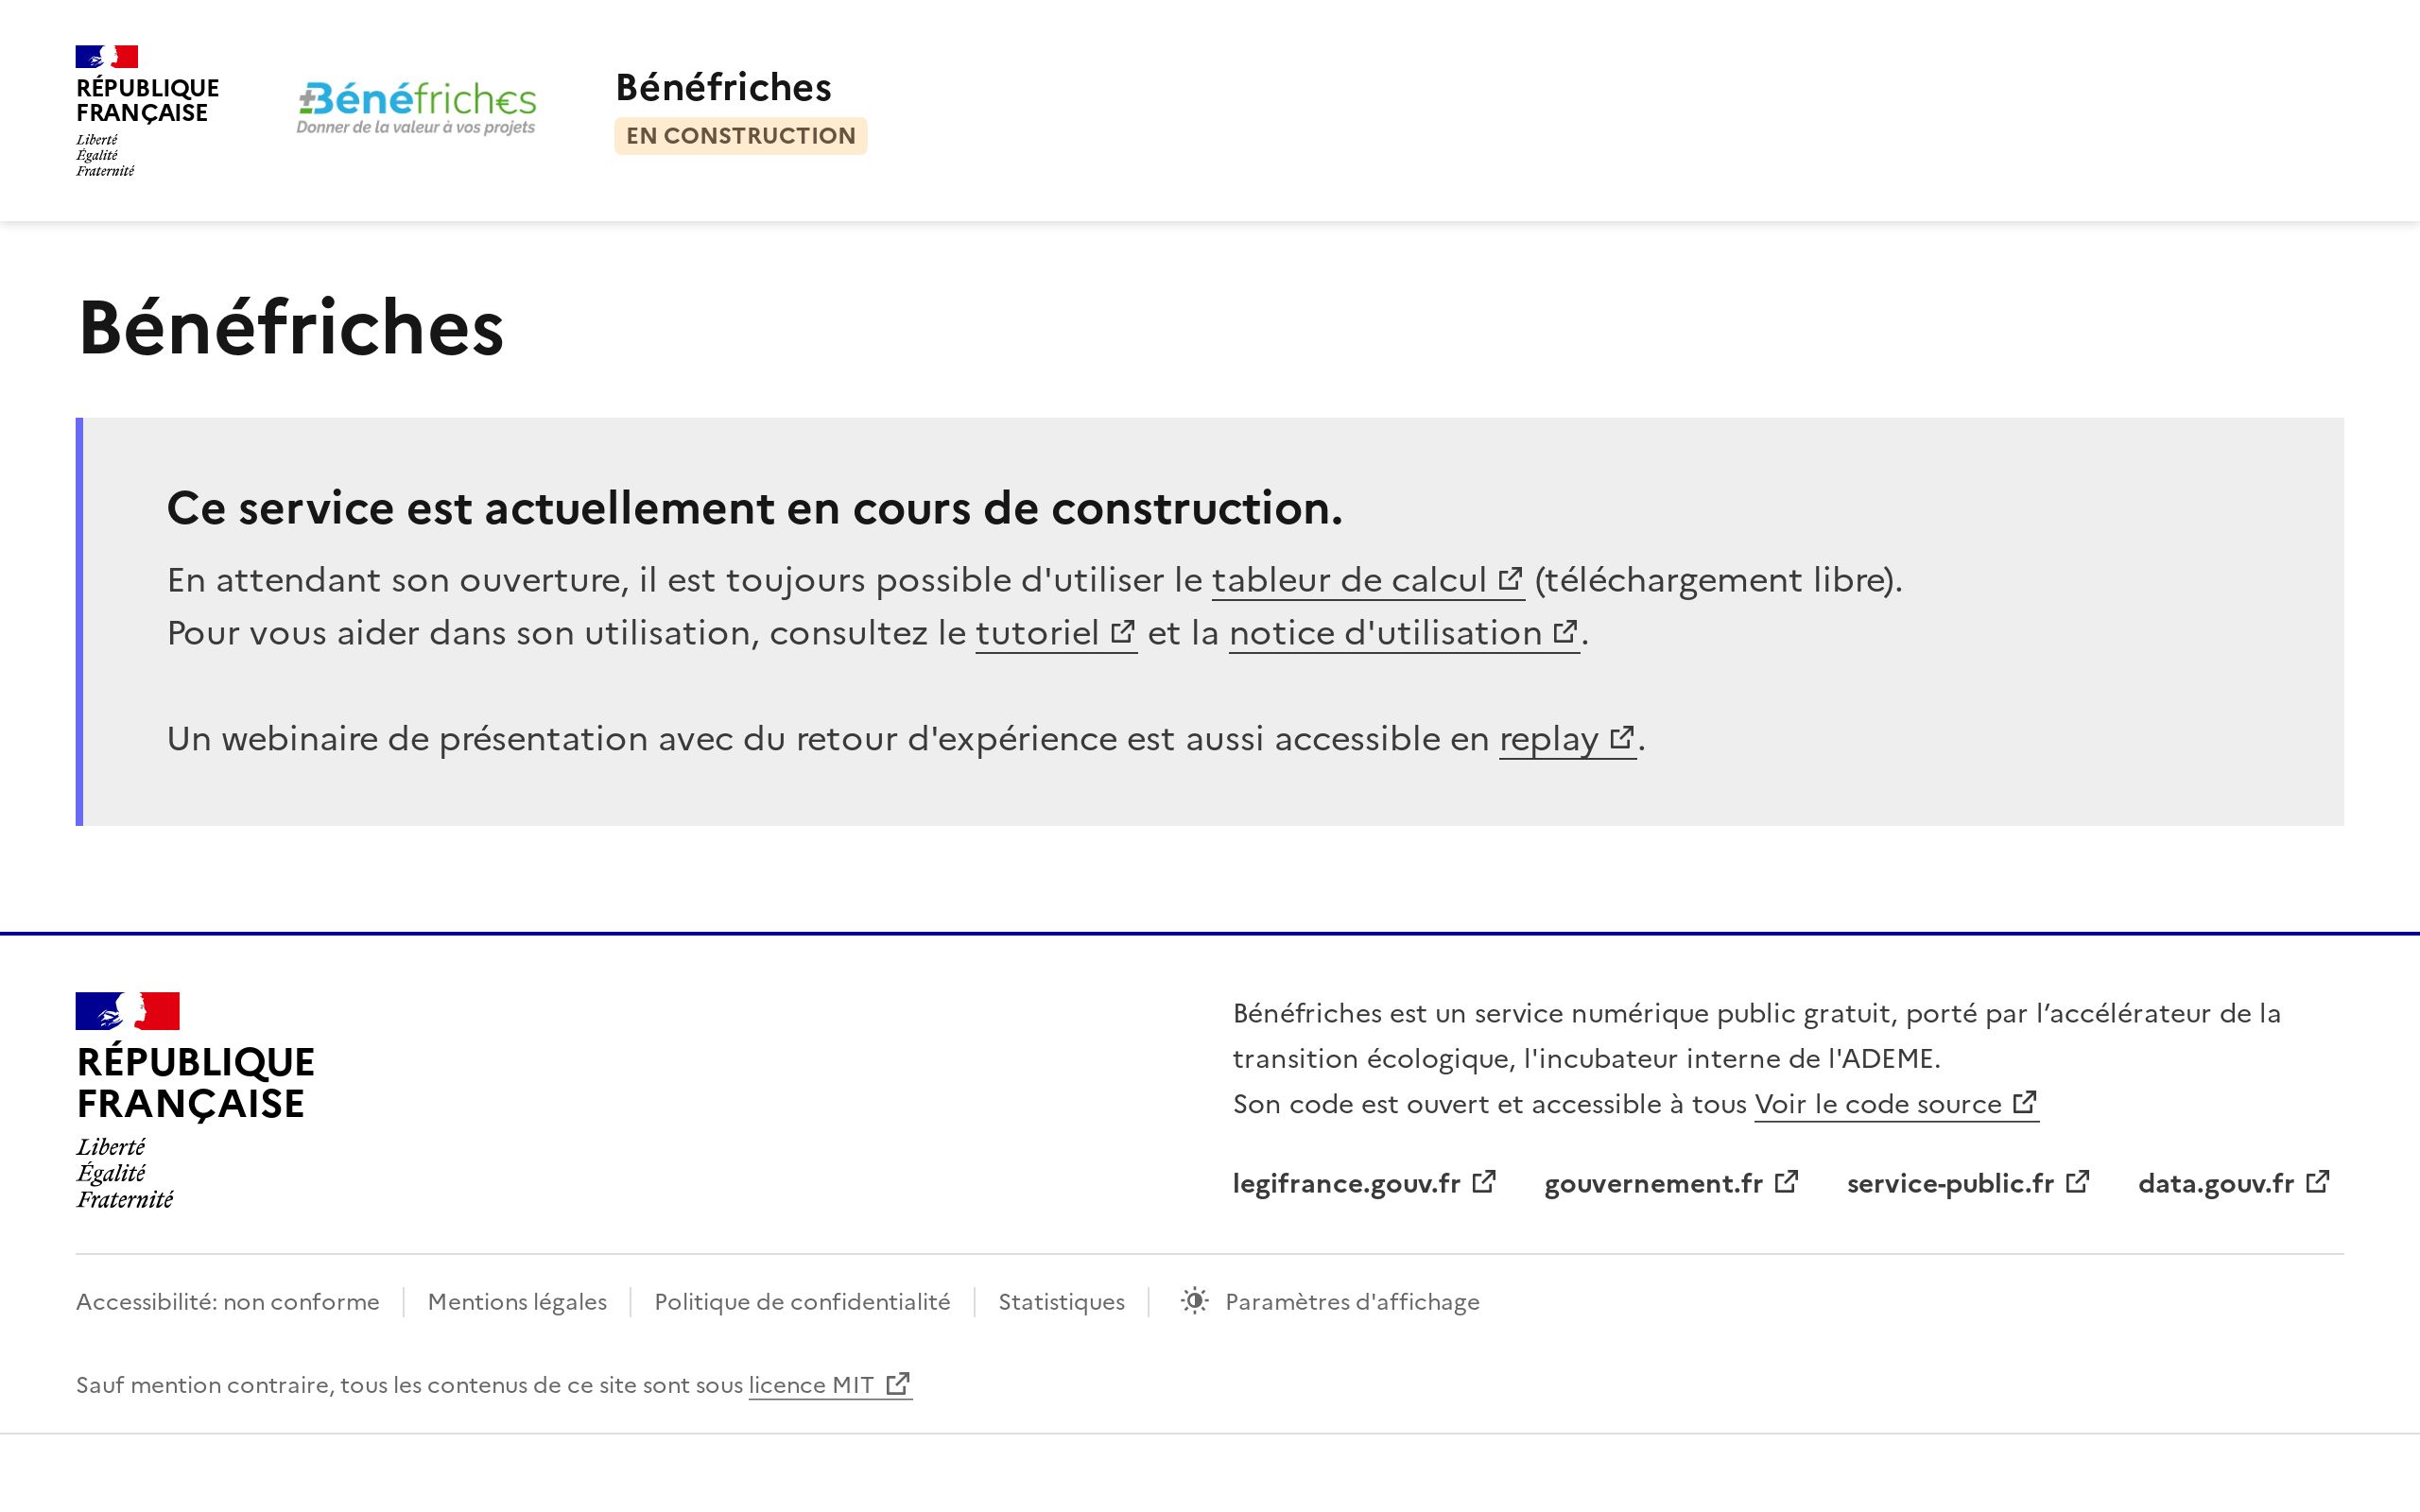 RÉPUBLIQUE
FRANÇAISE
Liberté
Égalité
Fraternité
Bénéfrich€s
Donner de la valeur à vos projets
Bénéfriches
EN CONSTRUCTION
Bénéfriches
Ce service est actuellement en cours de construction.
En attendant son ouverture, il est toujours possible d'utiliser le tableur de calcul (téléchargement libre).
Pour vous aider dans son utilisation, consultez le tutoriel et la notice d'utilisation.
Un webinaire de présentation avec du retour d'expérience est aussi accessible en replay.
RÉPUBLIQUE
FRANÇAISE
Liberté
Égalité
Fraternité
Bénéfriches est un service numérique public gratuit, porté par l’accélérateur de la
transition écologique, l'incubateur interne de l'ADEME.
Son code est ouvert et accessible à tous Voir le code source
legifrance.gouv.fr gouvernement.fr service-public.fr data.gouv.fr
Accessibilité: non conforme Mentions légales Politique de confidentialité Statistiques Paramètres d'affichage
Sauf mention contraire, tous les contenus de ce site sont sous licence MIT